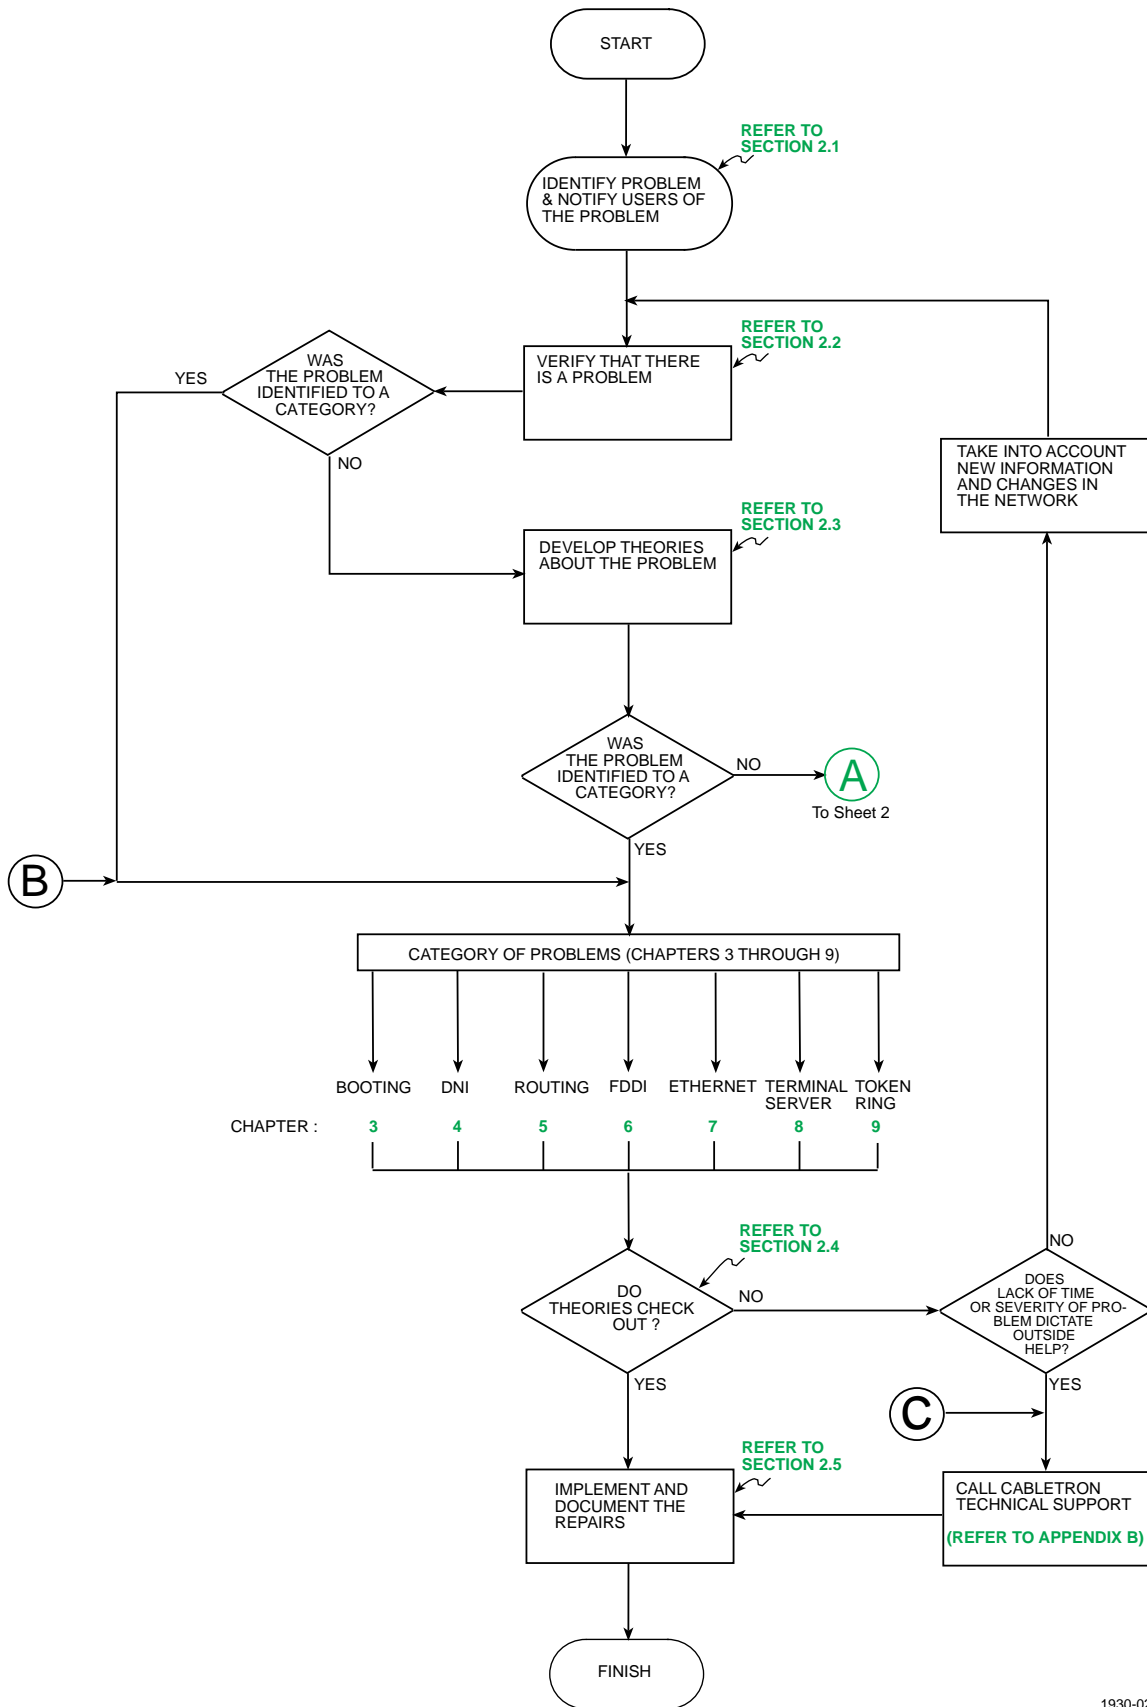 START
REFER TO
SECTION 2.1
IDENTIFY PROBLEM
& NOTIFY USERS OF
THE PROBLEM
REFER TO
SECTION 2.2
VERIFY THAT THERE
IS A PROBLEM
WAS
THE PROBLEM
IDENTIFIED TO A
CATEGORY?
YES
NO
TAKE INTO ACCOUNT
NEW INFORMATION
AND CHANGES IN
THE NETWORK
REFER TO
SECTION 2.3
DEVELOP THEORIES
ABOUT THE PROBLEM
WAS
THE PROBLEM
IDENTIFIED TO A
CATEGORY?
NO
A
To Sheet 2
YES
B
CATEGORY OF PROBLEMS (CHAPTERS 3 THROUGH 9)
BOOTING DNI ROUTING FDDI ETHERNET TERMINAL TOKEN
SERVER RING
CHAPTER : 3 4 5 6 7 8 9
REFER TO
SECTION 2.4
DO
THEORIES CHECK
OUT ?
NO
YES
NO
DOES
LACK OF TIME
OR SEVERITY OF PRO-
BLEM DICTATE
OUTSIDE
HELP?
YES
C
REFER TO
SECTION 2.5
IMPLEMENT AND
DOCUMENT THE
REPAIRS
CALL CABLETRON
TECHNICAL SUPPORT
(REFER TO APPENDIX B)
FINISH
1930-02